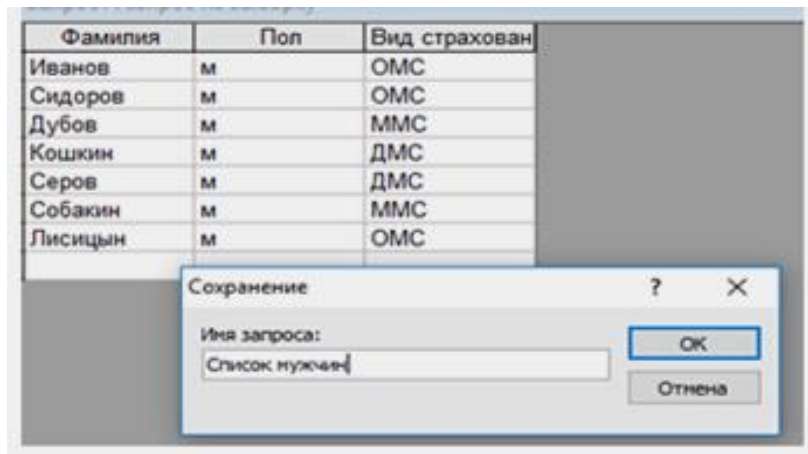 Фамилия Пол Вид страхован
Иванов м ОМС
Сидоров м ОМС
Дубов м ММС
Кошкин м ДМС
Серов м ДМС
Собакин м ММС
Лисицын м ОМС
Сохранение ? ×
Имя запроса:
OK
Список мужчин
Отмена